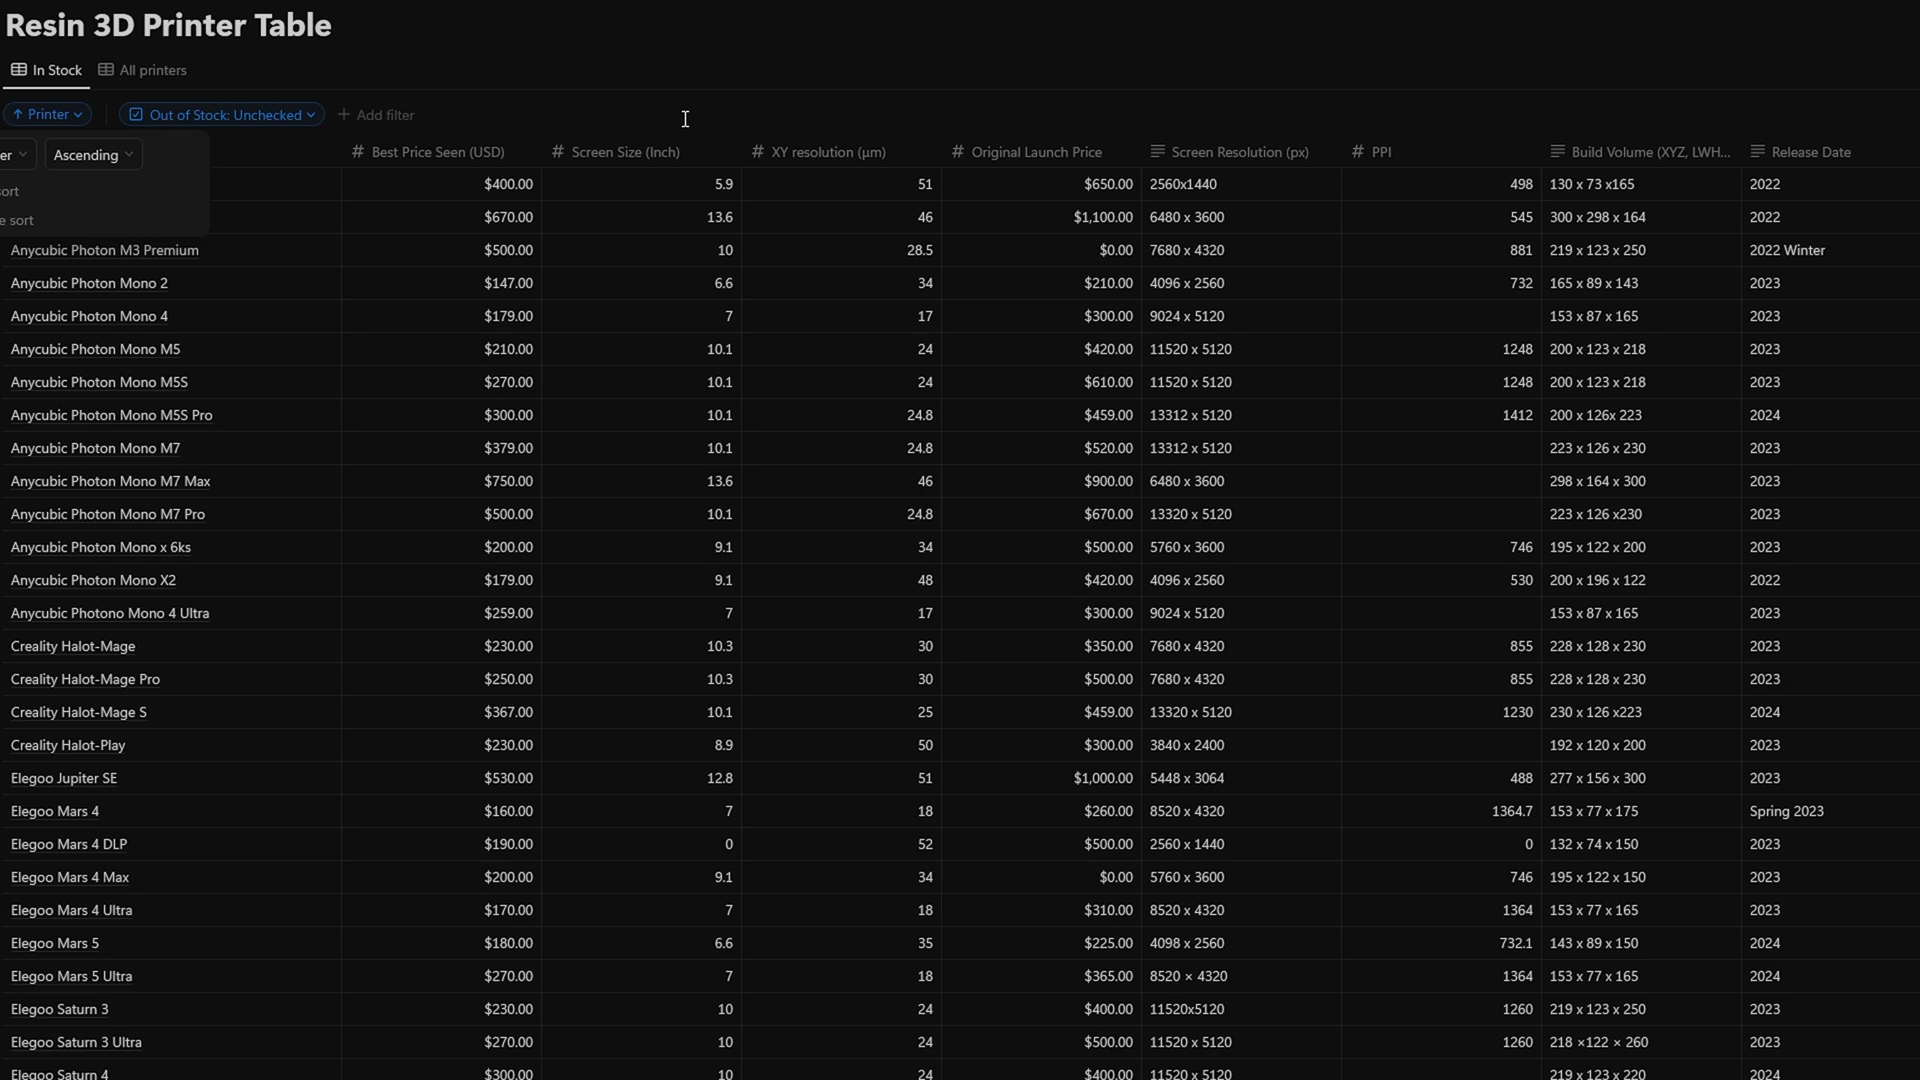 Resin 3D Printer Table
In Stock All printers
Printer Out of Stock: Unchecked Add filter
er Ascending
# Best Price Seen (USD) # Screen Size (Inch) # XY resolution (µm) # Original Launch Price Screen Resolution (px) # PPI Build Volume (XYZ, LWH... Release Date
sort
e sort
$400.00 5.9 51 $650.00 2560x1440 498 130 x 73 x165 2022
$670.00 13.6 46 $1,100.00 6480 x 3600 545 300 x 298 x 164 2022
Anycubic Photon M3 Premium $500.00 10 28.5 $0.00 7680 x 4320 881 219 x 123 x 250 2022 Winter
Anycubic Photon Mono 2 $147.00 6.6 34 $210.00 4096 x 2560 732 165 x 89 x 143 2023
Anycubic Photon Mono 4 $179.00 7 17 $300.00 9024 x 5120 153 x 87 x 165 2023
Anycubic Photon Mono M5 $210.00 10.1 24 $420.00 11520 x 5120 1248 200 x 123 x 218 2023
Anycubic Photon Mono M5S $270.00 10.1 24 $610.00 11520 x 5120 1248 200 x 123 x 218 2023
Anycubic Photon Mono M5S Pro $300.00 10.1 24.8 $459.00 13312 x 5120 1412 200 x 126x 223 2024
Anycubic Photon Mono M7 $379.00 10.1 24.8 $520.00 13312 x 5120 223 x 126 x 230 2023
Anycubic Photon Mono M7 Max $750.00 13.6 46 $900.00 6480 x 3600 298 x 164 x 300 2023
Anycubic Photon Mono M7 Pro $500.00 10.1 24.8 $670.00 13320 x 5120 223 x 126 x230 2023
Anycubic Photon Mono x 6ks $200.00 9.1 34 $500.00 5760 x 3600 746 195 x 122 x 200 2023
Anycubic Photon Mono X2 $179.00 9.1 48 $420.00 4096 x 2560 530 200 x 196 x 122 2022
Anycubic Photono Mono 4 Ultra $259.00 7 17 $300.00 9024 x 5120 153 x 87 x 165 2023
Creality Halot-Mage $230.00 10.3 30 $350.00 7680 x 4320 855 228 x 128 x 230 2023
Creality Halot-Mage Pro $250.00 10.3 30 $500.00 7680 x 4320 855 228 x 128 x 230 2023
Creality Halot-Mage S $367.00 10.1 25 $459.00 13320 x 5120 1230 230 x 126 x223 2024
Creality Halot-Play $230.00 8.9 50 $300.00 3840 x 2400 192 x 120 x 200 2023
Elegoo Jupiter SE $530.00 12.8 51 $1,000.00 5448 x 3064 488 277 x 156 x 300 2023
Elegoo Mars 4 $160.00 7 18 $260.00 8520 x 4320 1364.7 153 x 77 x 175 Spring 2023
Elegoo Mars 4 DLP $190.00 0 52 $500.00 2560 x 1440 0 132 x 74 x 150 2023
Elegoo Mars 4 Max $200.00 9.1 34 $0.00 5760 x 3600 746 195 x 122 x 150 2023
Elegoo Mars 4 Ultra $170.00 7 18 $310.00 8520 x 4320 1364 153 x 77 x 165 2023
Elegoo Mars 5 $180.00 6.6 35 $225.00 4098 x 2560 732.1 143 x 89 x 150 2024
Elegoo Mars 5 Ultra $270.00 7 18 $365.00 8520 × 4320 1364 153 x 77 x 165 2024
Elegoo Saturn 3 $230.00 10 24 $400.00 11520x5120 1260 219 x 123 x 250 2023
Elegoo Saturn 3 Ultra $270.00 10 24 $500.00 11520 x 5120 1260 218 ×122 × 260 2023
Elegoo Saturn 4 $300.00 10 24 $400.00 11520 x 5120 219 x 123 x 220 2024